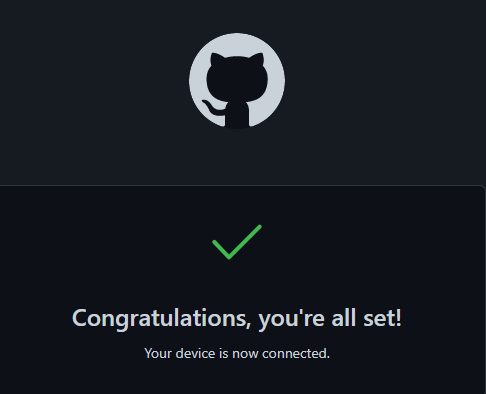 Congratulations, you're all set!
Your device is now connected.